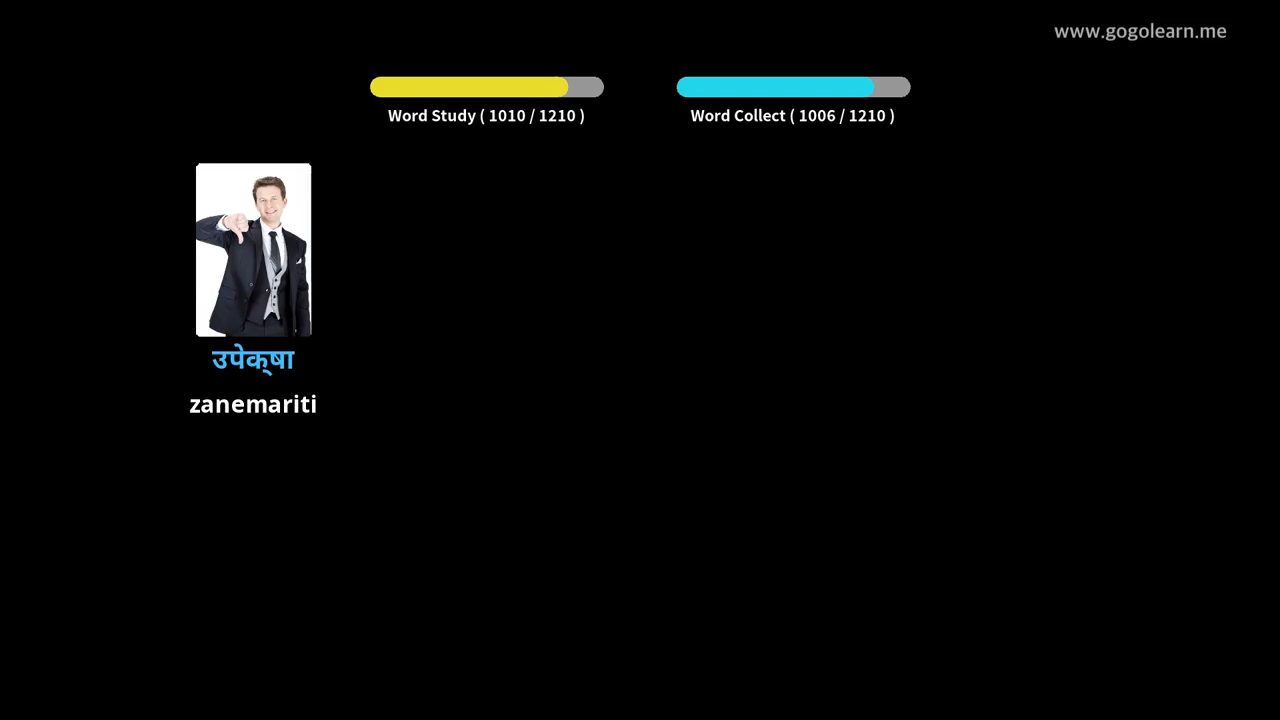 www.gogolearn.me
Word Study ( 1010 / 1210 )
Word Collect ( 1006 / 1210 )
उपेक्षा
zanemariti